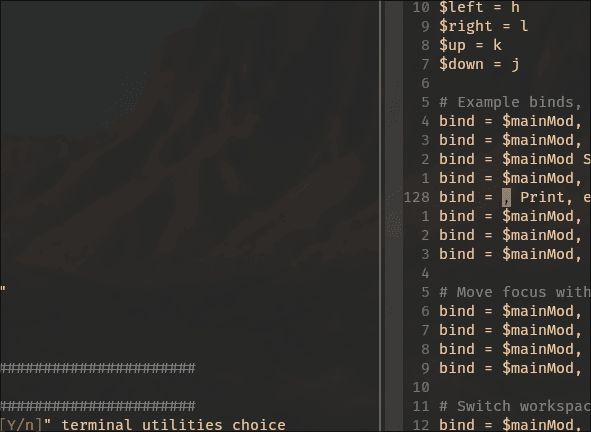 "
######################
######################
[Y/n]" terminal utilities choice
10 $left = h
9 $right = l
8 $up = k
7 $down = j
6
5 # Example binds,
4 bind = $mainMod,
3 bind = $mainMod,
2 bind = $mainMod S
1 bind = $mainMod,
128 bind = , Print, e
1 bind = $mainMod,
2 bind = $mainMod,
3 bind = $mainMod,
4
5 # Move focus with
6 bind = $mainMod,
7 bind = $mainMod,
8 bind = $mainMod,
9 bind = $mainMod,
10
11 # Switch workspac
12 bind = $mainMod,